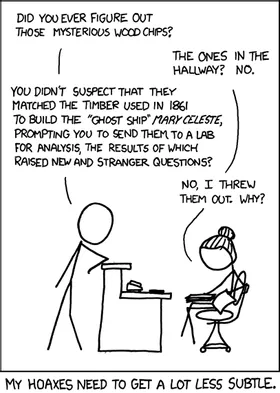 DID YOU EVER FIGURE OUT
THOSE MYSTERIOUS WOOD CHIPS?
THE ONES IN THE
HALLWAY? NO.
YOU DIDN'T SUSPECT THAT THEY
MATCHED THE TIMBER USED IN 1861
TO BUILD THE "GHOST SHIP" MARY CELESTE,
PROMPTING YOU TO SEND THEM TO A LAB
FOR ANALYSIS, THE RESULTS OF WHICH
RAISED NEW AND STRANGER QUESTIONS?
NO, I THREW
THEM OUT. WHY?
MY HOAXES NEED TO GET A LOT LESS SUBTLE.